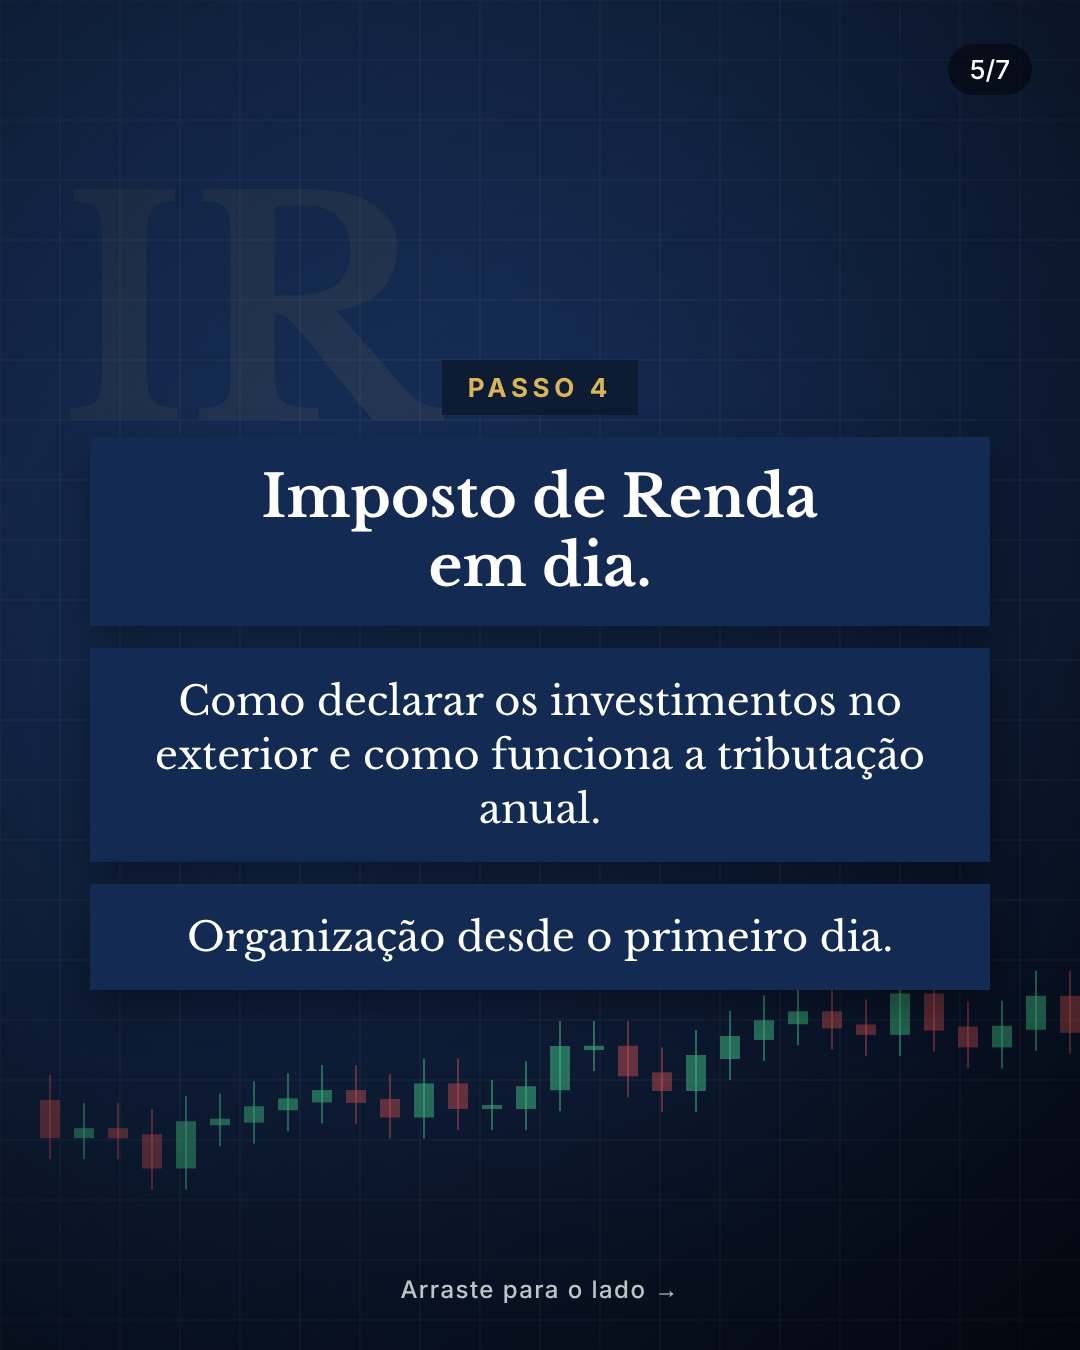 5/7
IR
PASSO 4
Imposto de Renda
em dia.
Como declarar os investimentos no
exterior e como funciona a tributação
anual.
Organização desde o primeiro dia.
Arraste para o lado →